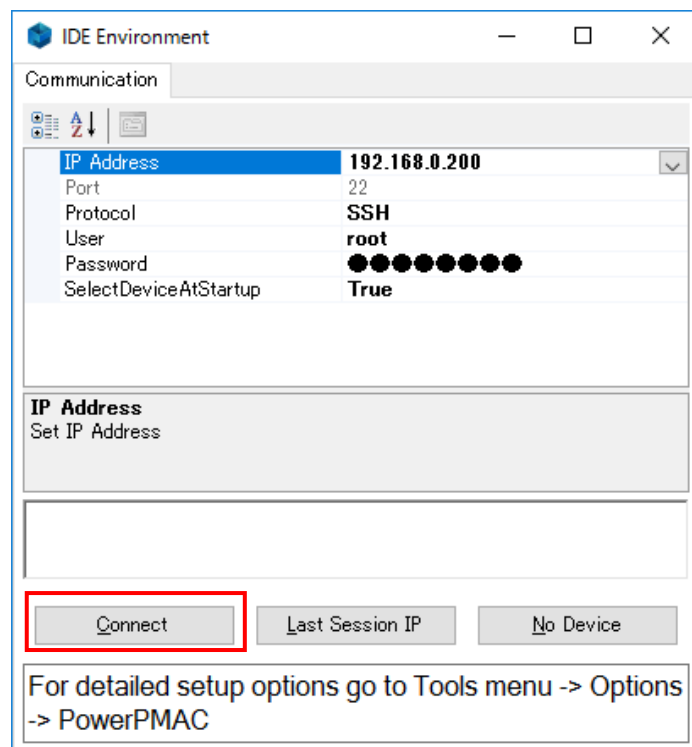 IDE Environment
Communication
IP Address 192.168.0.200
Port 22
Protocol SSH
User root
Password ●●●●●●●●
SelectDeviceAtStartup True
IP Address
Set IP Address
Connect Last Session IP No Device
For detailed setup options go to Tools menu -> Options
-> PowerPMAC